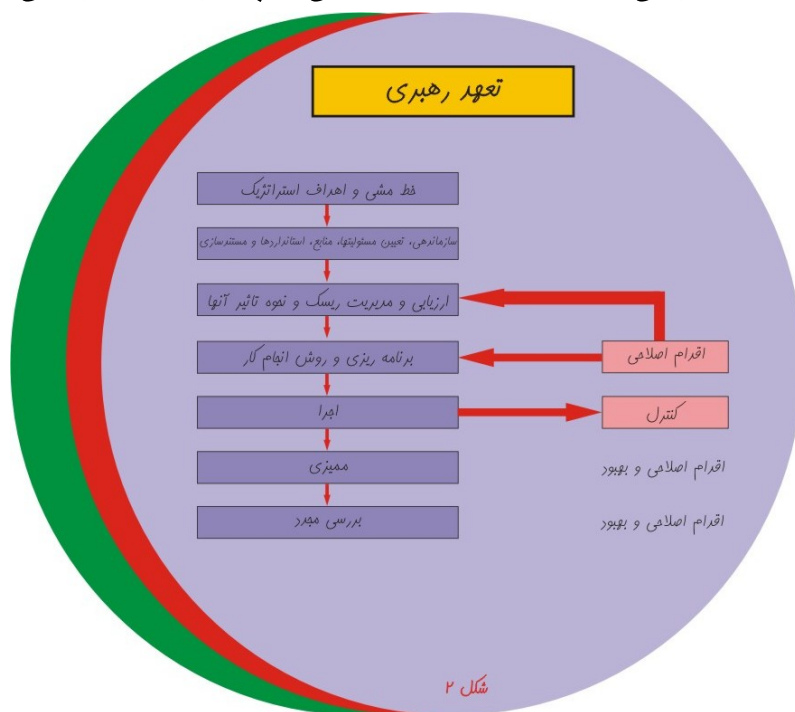 تعهد رهبری
خط مشی و اهداف استراتژیک
سازماندهی، تعیین مسئولیتها، منابع، استانداردها و مستندسازی
ارزیابی و مدیریت ریسک و نحوه تاثیر آنها
اقدام اصلاحی
برنامه ریزی و روش انجام کار
اجرا
کنترل
ممیزی
اقدام اصلاحی و بهبود
بررسی مجدد
اقدام اصلاحی و بهبود
شکل ۲